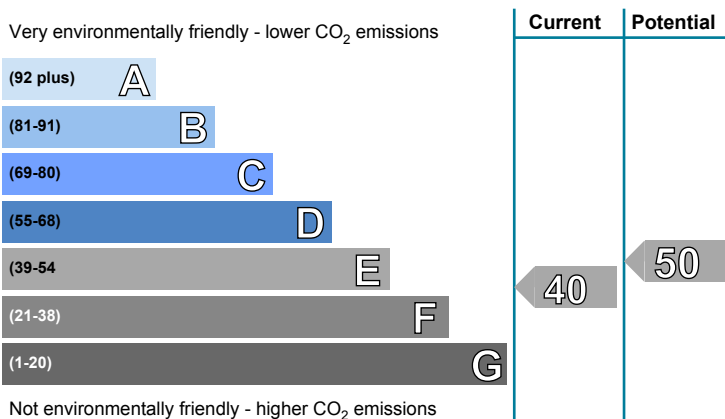 Very environmentally friendly - lower CO₂ emissions
Current
Potential
(92 plus) A
(81-91) B
(69-80) C
(55-68) D
(39-54 E
(21-38) F
(1-20) G
40
50
Not environmentally friendly - higher CO₂ emissions